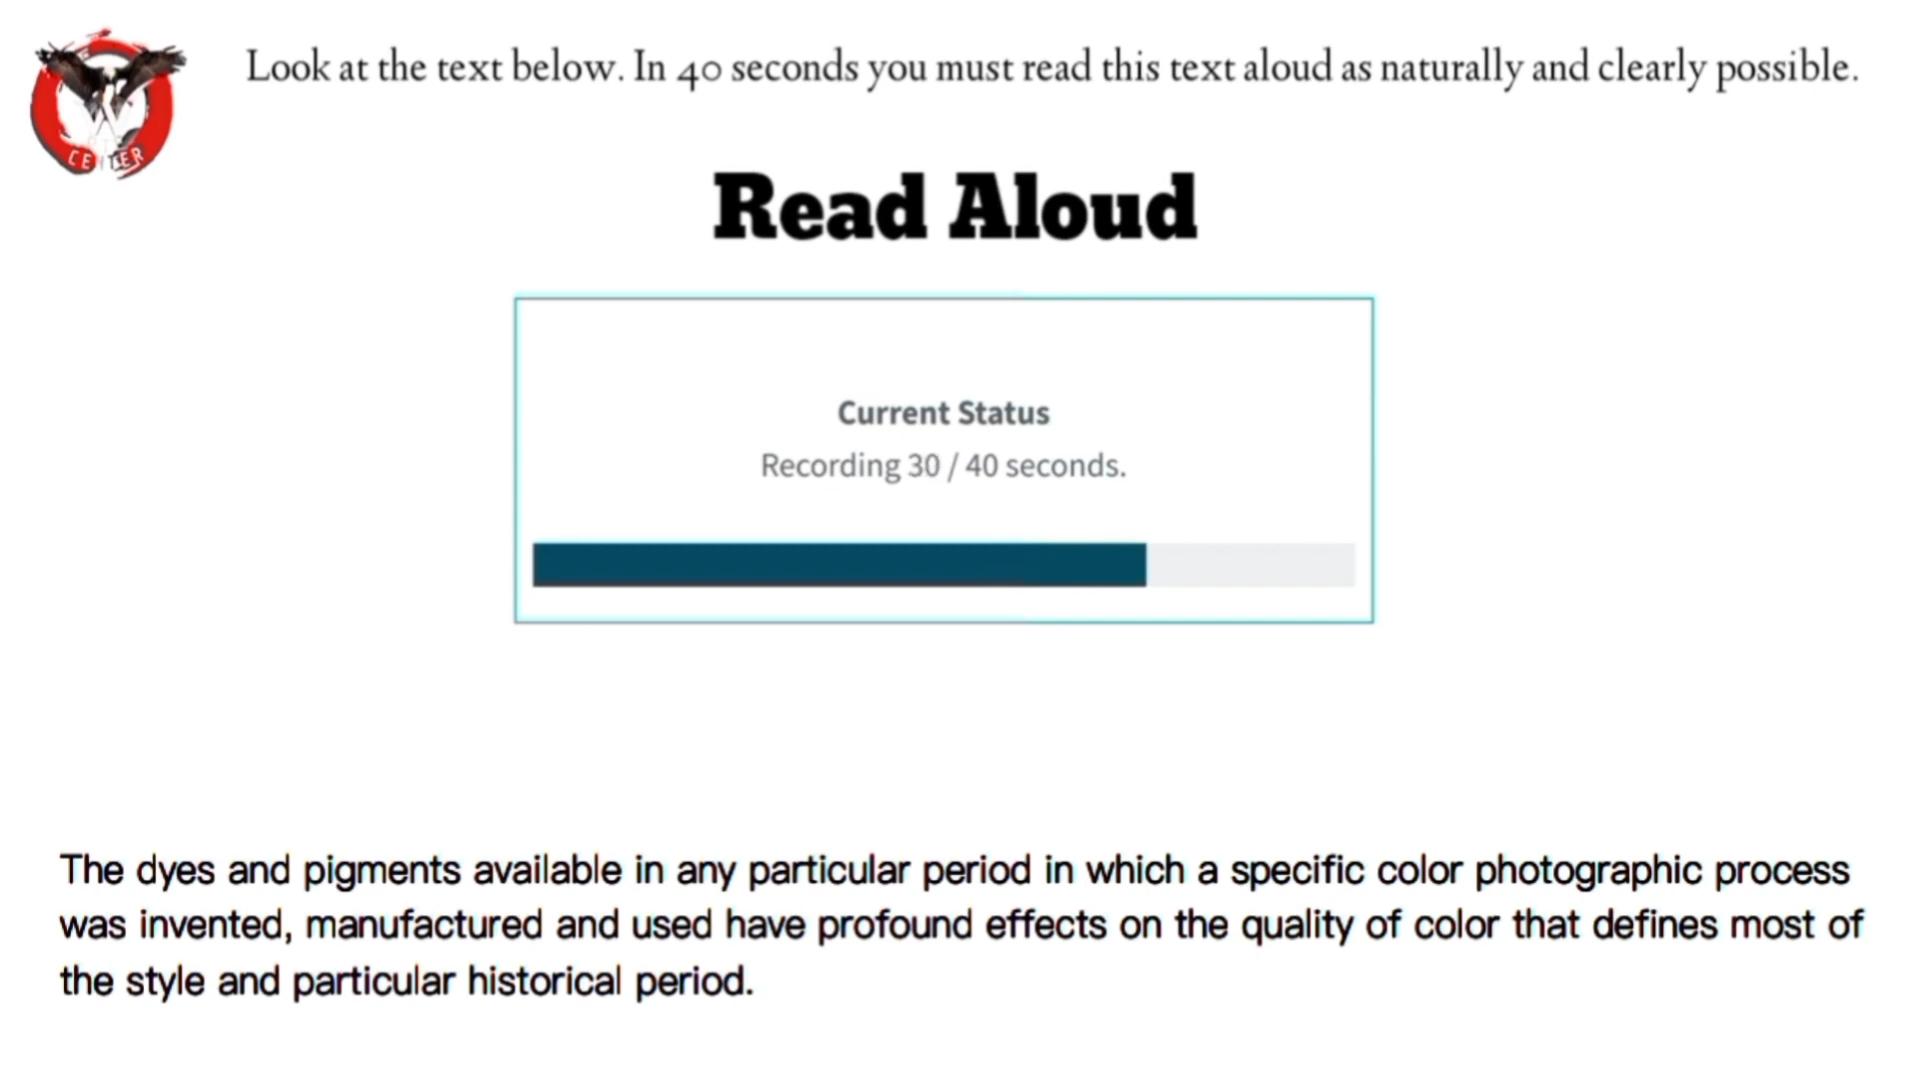 Look at the text below. In 40 seconds you must read this text aloud as naturally and clearly possible.
CENTER
Read Aloud
Current Status
Recording 30 / 40 seconds.
The dyes and pigments available in any particular period in which a specific color photographic process
was invented, manufactured and used have profound effects on the quality of color that defines most of
the style and particular historical period.